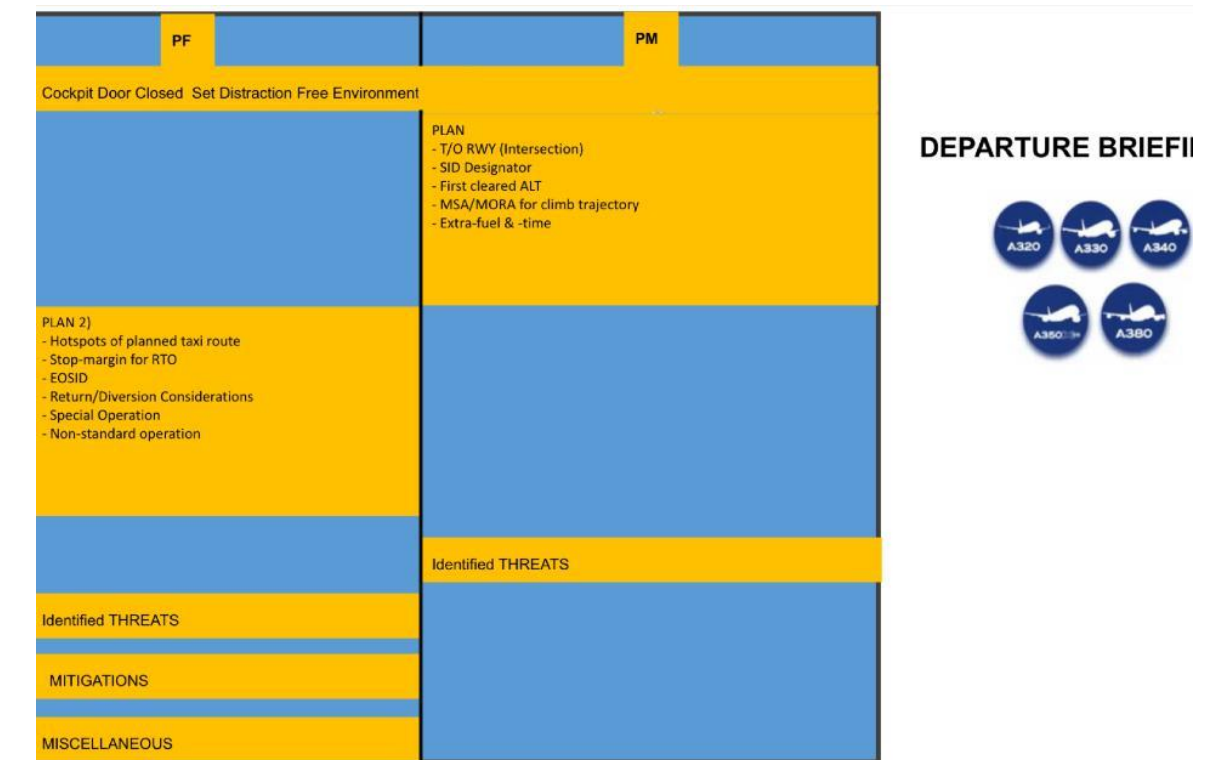 PF
PM
Cockpit Door Closed Set Distraction Free Environment
PLAN
- T/O RWY (Intersection)
- SID Designator
- First cleared ALT
- MSA/MORA for climb trajectory
- Extra-fuel & -time
PLAN 2)
- Hotspots of planned taxi route
- Stop-margin for RTO
- EOSID
- Return/Diversion Considerations
- Special Operation
- Non-standard operation
Identified THREATS
Identified THREATS
MITIGATIONS
MISCELLANEOUS
DEPARTURE
A320
A330
A340
A350
A380